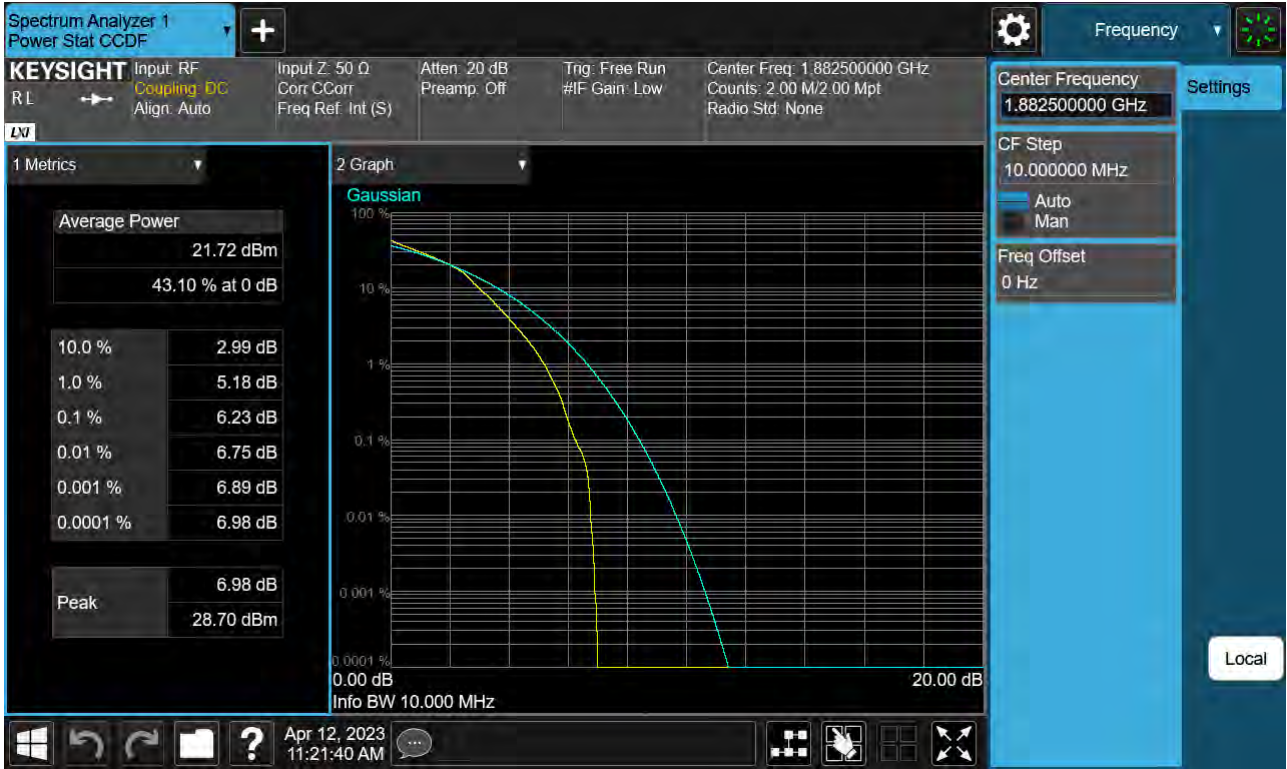 Spectrum Analyzer 1
Power Stat CCDF
+
Frequency
KEYSIGHT
R L
LXI
Input: RF
Coupling: DC
Align: Auto
Input Z: 50 Ω
Corr CCorr
Freq Ref: Int (S)
Atten: 20 dB
Preamp: Off
Trig: Free Run
#IF Gain: Low
Center Freq: 1.882500000 GHz
Counts: 2.00 M/2.00 Mpt
Radio Std: None
Center Frequency
1.882500000 GHz
Settings
CF Step
10.000000 MHz
Auto
Man
Freq Offset
0 Hz
1 Metrics
Average Power
21.72 dBm
43.10 % at 0 dB
10.0 % 2.99 dB
1.0 % 5.18 dB
0.1 % 6.23 dB
0.01 % 6.75 dB
0.001 % 6.89 dB
0.0001 % 6.98 dB
Peak
6.98 dB
28.70 dBm
2 Graph
Gaussian
100 %
10 %
1 %
0.1 %
0.01 %
0.001 %
0.0001 %
0.00 dB 20.00 dB
Info BW 10.000 MHz
Local
?
Apr 12, 2023
11:21:40 AM